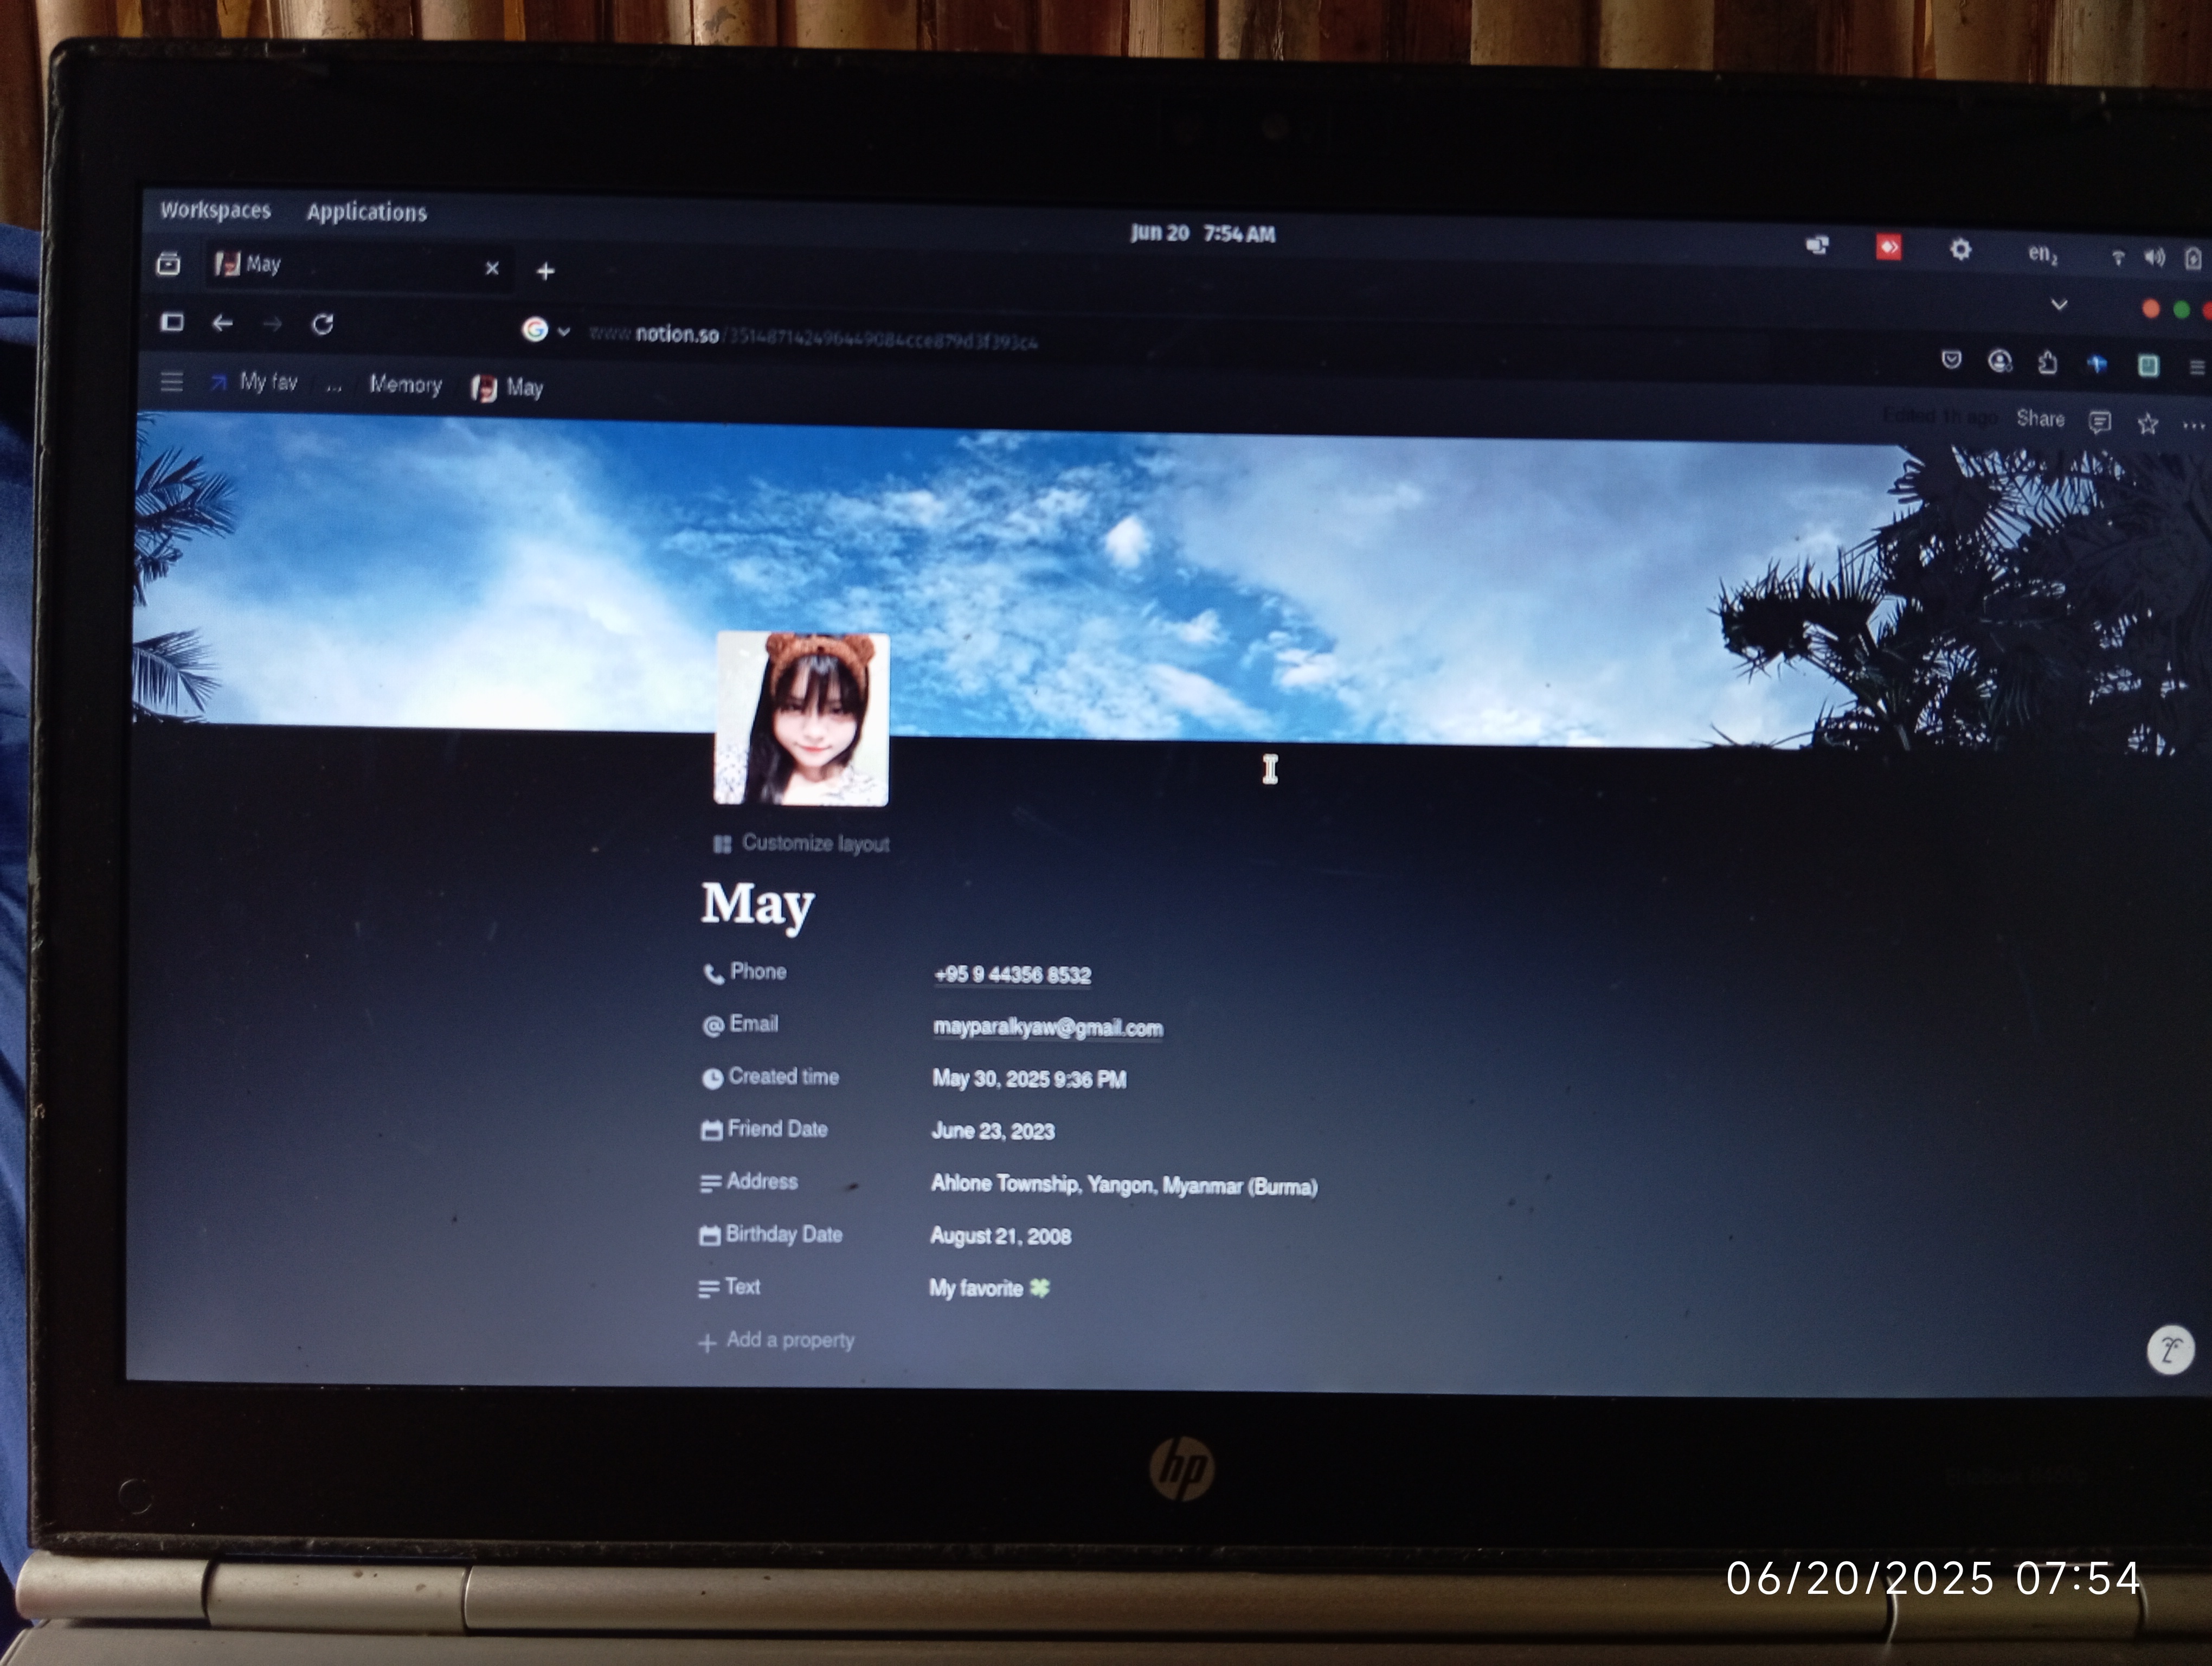 Workspaces Applications Jun 20 7:54 AM en₂
May
www.notion.so/351487142496449084cce879d3f393c4
My fav ... Memory May
Edited 1h ago Share
Customize layout
May
Phone +95 9 44356 8532
Email mayparalkyaw@gmail.com
Created time May 30, 2025 9:36 PM
Friend Date June 23, 2023
Address Ahlone Township, Yangon, Myanmar (Burma)
Birthday Date August 21, 2008
Text My favorite 🍀
Add a property
hp
06/20/2025 07:54